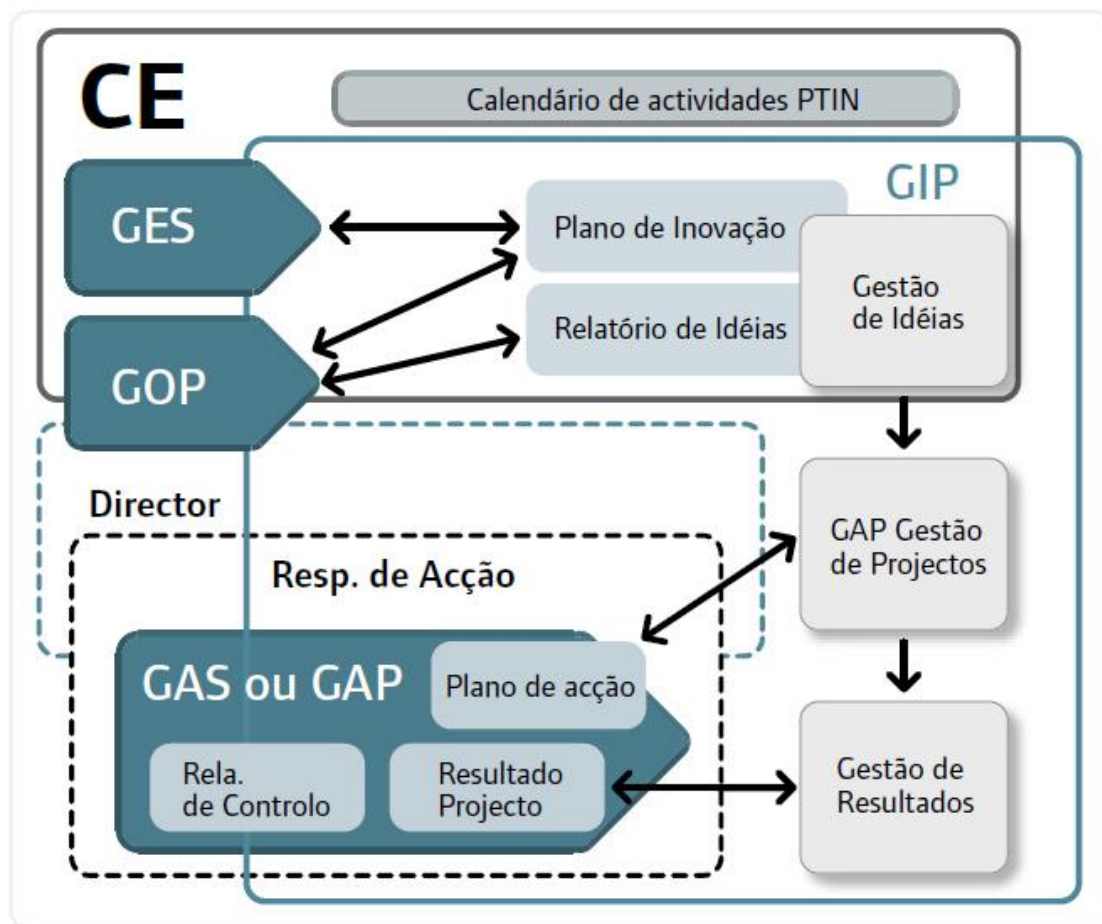 CE
Calendário de actividades PTIN
GIP
GES
Plano de Inovação
Gestão
de Idéias
Relatório de Idéias
GOP
Director
GAP Gestão
de Projectos
Resp. de Acção
GAS ou GAP
Plano de acção
Rela.
de Controlo
Resultado
Projecto
Gestão de
Resultados